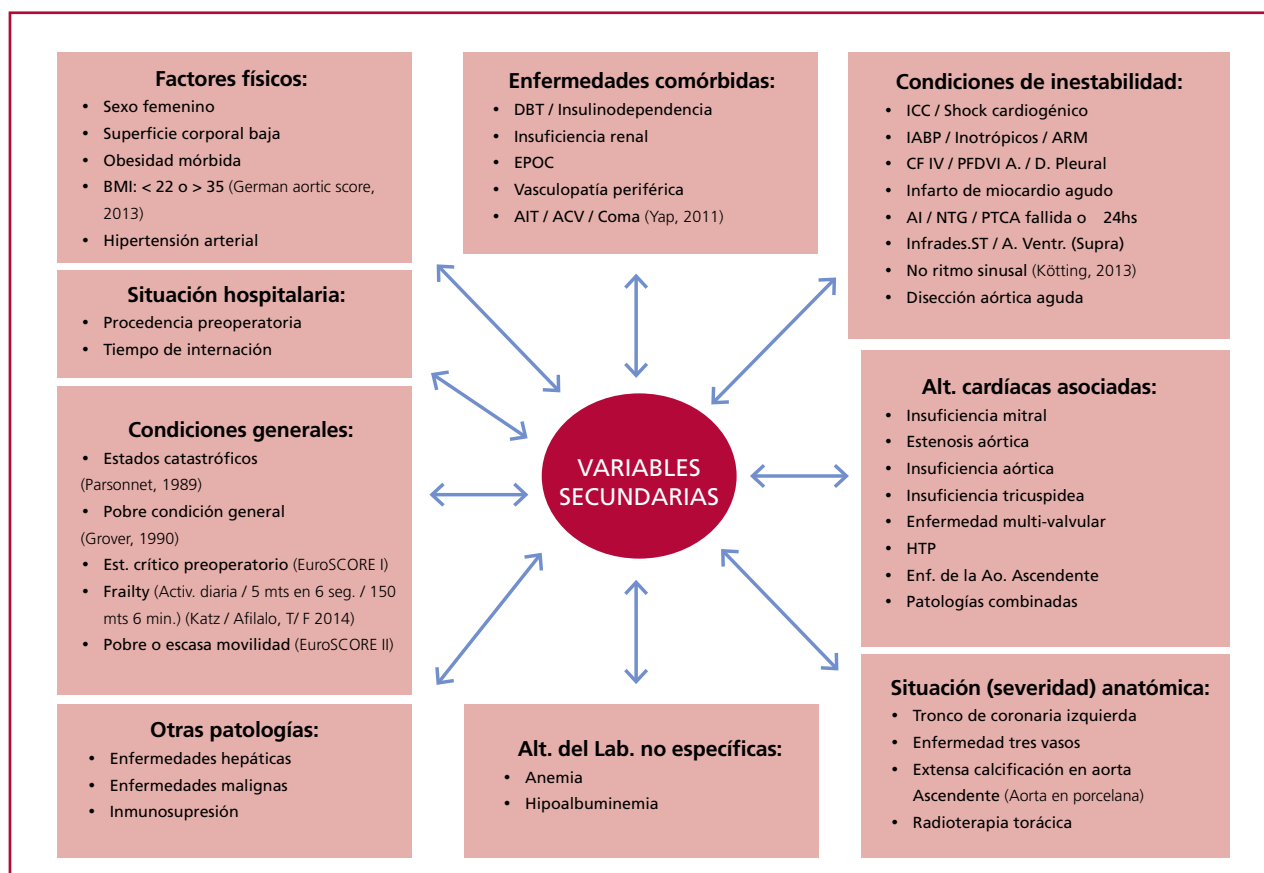 Factores físicos:
• Sexo femenino
• Superficie corporal baja
• Obesidad mórbida
• BMI: < 22 o > 35 (German aortic score,
2013)
• Hipertensión arterial
Situación hospitalaria:
• Procedencia preoperatoria
• Tiempo de internación
Condiciones generales:
• Estados catastróficos
(Parsonnet, 1989)
• Pobre condición general
(Grover, 1990)
• Est. crítico preoperatorio (EuroSCORE I)
• Frailty (Activ. diaria / 5 mts en 6 seg. / 150
mts 6 min.) (Katz / Afilalo, T/ F 2014)
• Pobre o escasa movilidad (EuroSCORE II)
Otras patologías:
• Enfermedades hepáticas
• Enfermedades malignas
• Inmunosupresión
Enfermedades comórbidas:
• DBT / Insulinodependencia
• Insuficiencia renal
• EPOC
• Vasculopatía periférica
• AIT / ACV / Coma (Yap, 2011)
VARIABLES
SECUNDARIAS
Alt. del Lab. no específicas:
• Anemia
• Hipoalbuminemia
Condiciones de inestabilidad:
• ICC / Shock cardiogénico
• IABP / Inotrópicos / ARM
• CF IV / PFDVI A. / D. Pleural
• Infarto de miocardio agudo
• AI / NTG / PTCA fallida o 24hs
• Infrades.ST / A. Ventr. (Supra)
• No ritmo sinusal (Kötting, 2013)
• Disección aórtica aguda
Alt. cardíacas asociadas:
• Insuficiencia mitral
• Estenosis aórtica
• Insuficiencia aórtica
• Insuficiencia tricuspidea
• Enfermedad multi-valvular
• HTP
• Enf. de la Ao. Ascendente
• Patologías combinadas
Situación (severidad) anatómica:
• Tronco de coronaria izquierda
• Enfermedad tres vasos
• Extensa calcificación en aorta
Ascendente (Aorta en porcelana)
• Radioterapia torácica